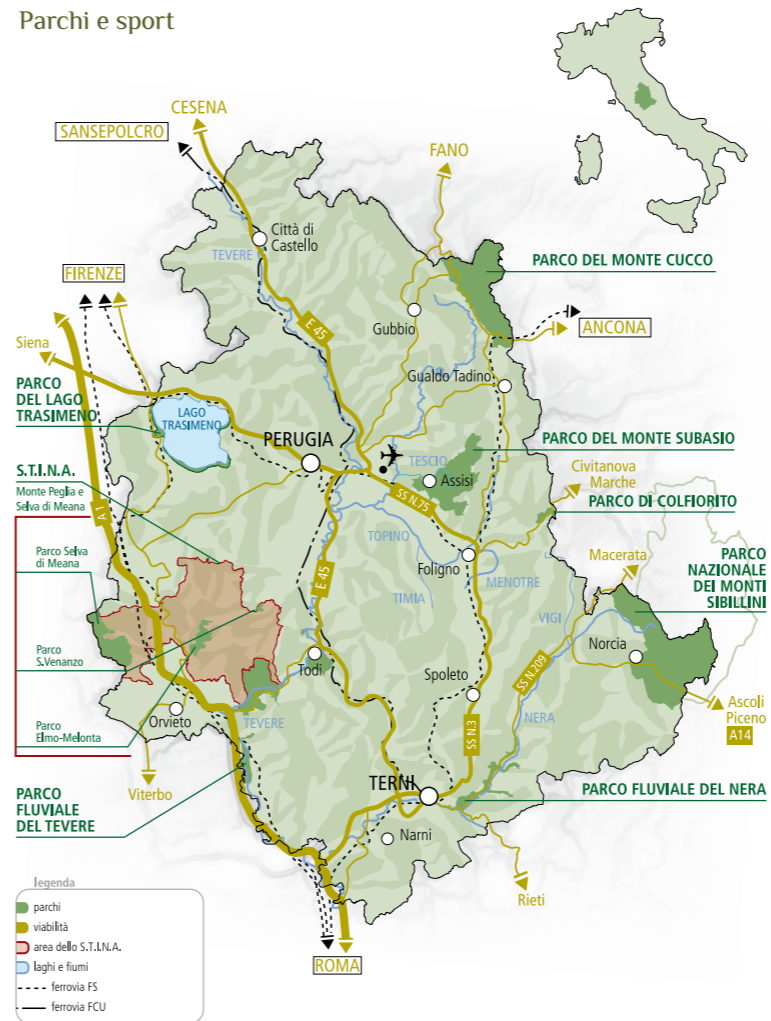 Parchi e sport
CESENA
SANSEPOLCRO
FANO
Città di
Castello
TEVERE
PARCO DEL MONTE CUCCO
FIRENZE
E 45
Gubbio
ANCONA
Siena
Gualdo Tadino
PARCO
DEL LAGO
TRASIMENO
LAGO
TRASIMENO
PERUGIA
PARCO DEL MONTE SUBASIO
TESCIO
Assisi
S.T.I.N.A.
Monte Peglia e
Selva di Meana
Civitanova
Marche
SS N.75
PARCO DI COLFIORITO
A1
TOPINO
Parco Selva
di Meana
Foligno
Macerata
PARCO
NAZIONALE
DEI MONTI
SIBILLINI
E 45
MENOTRE
TIMIA
VIGI
Norcia
Parco
S.Venanzo
Todi
Spoleto
SS N.209
Ascoli
Piceno
A14
Parco
Elmo-Melonta
Orvieto
TEVERE
NERA
SS N.3
Viterbo
TERNI
PARCO FLUVIALE DEL NERA
PARCO
FLUVIALE
DEL TEVERE
Narni
Rieti
ROMA
legenda
parchi
viabilità
area dello S.T.I.N.A.
laghi e fiumi
ferrovia FS
ferrovia FCU